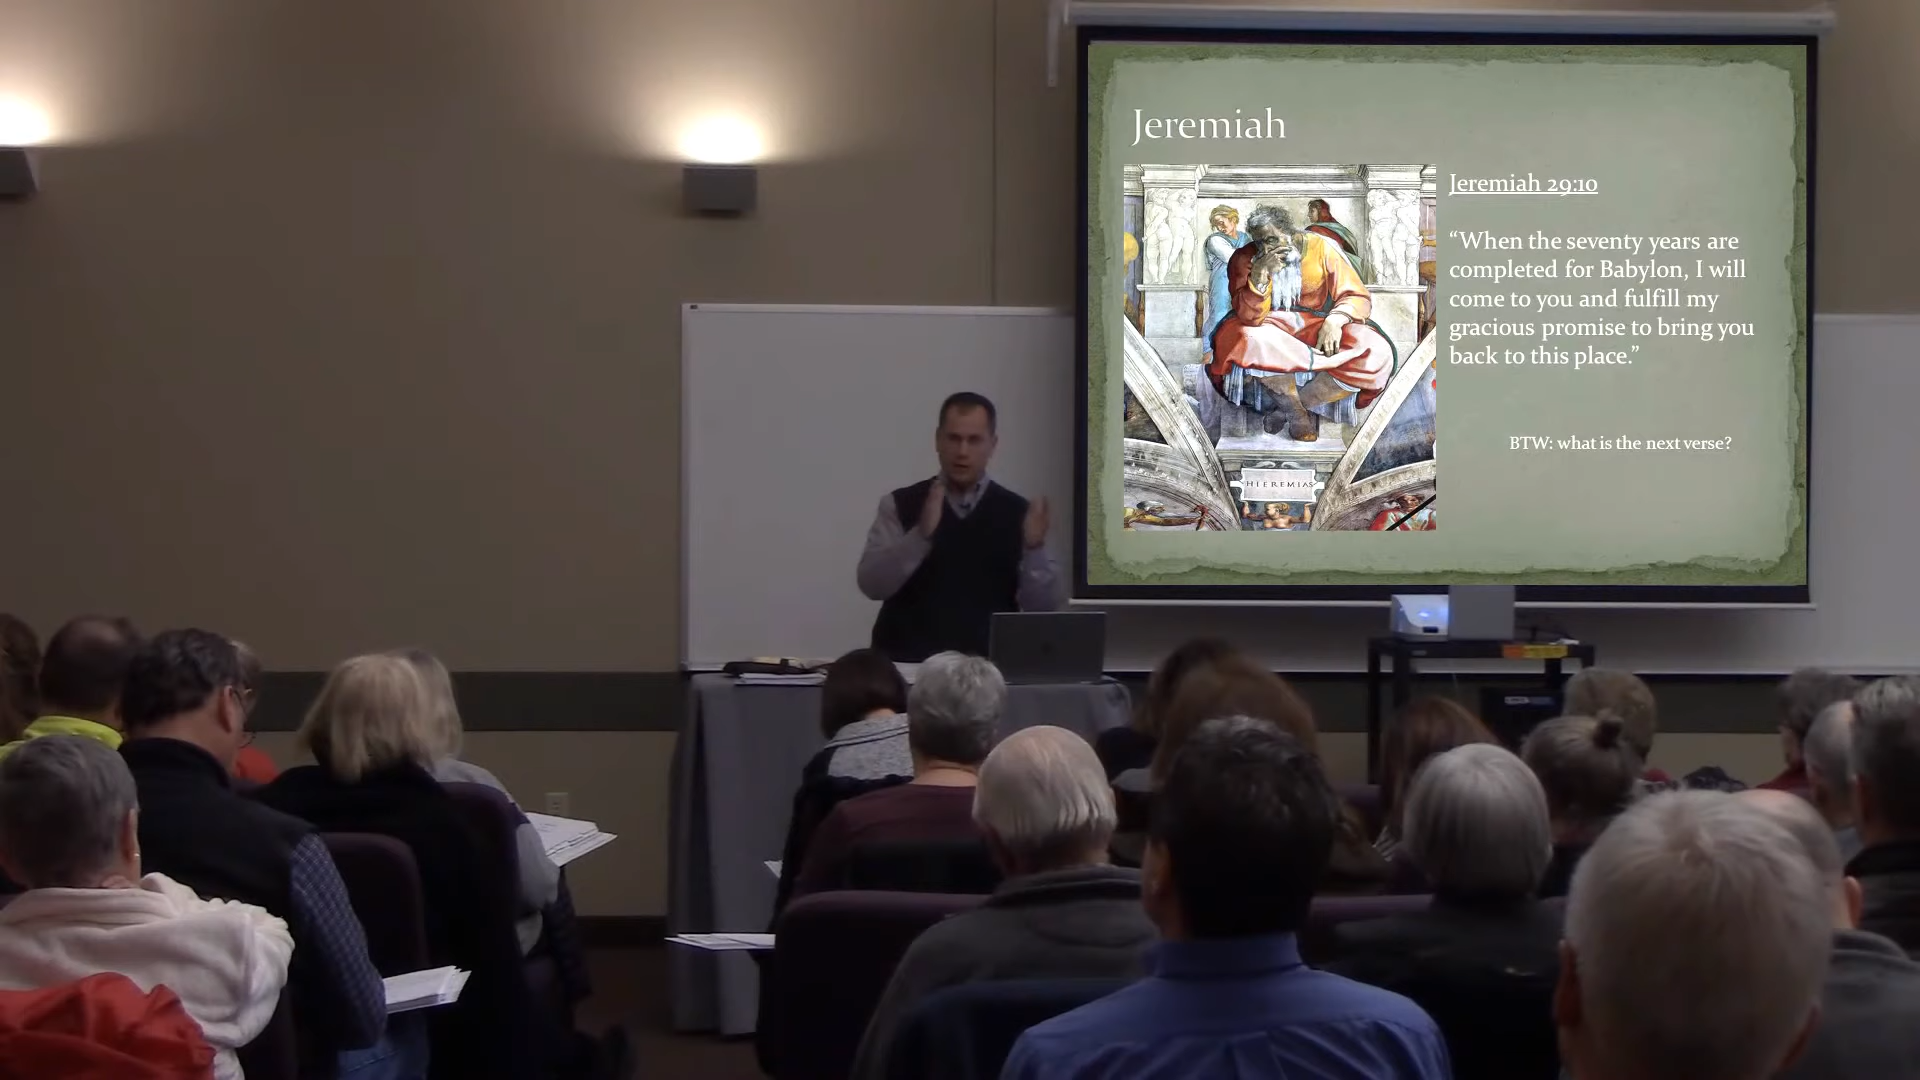 Jeremiah
Jeremiah 29:10
“When the seventy years are
completed for Babylon, I will
come to you and fulfill my
gracious promise to bring you
back to this place.”
BTW: what is the next verse?
HIEREMIAS